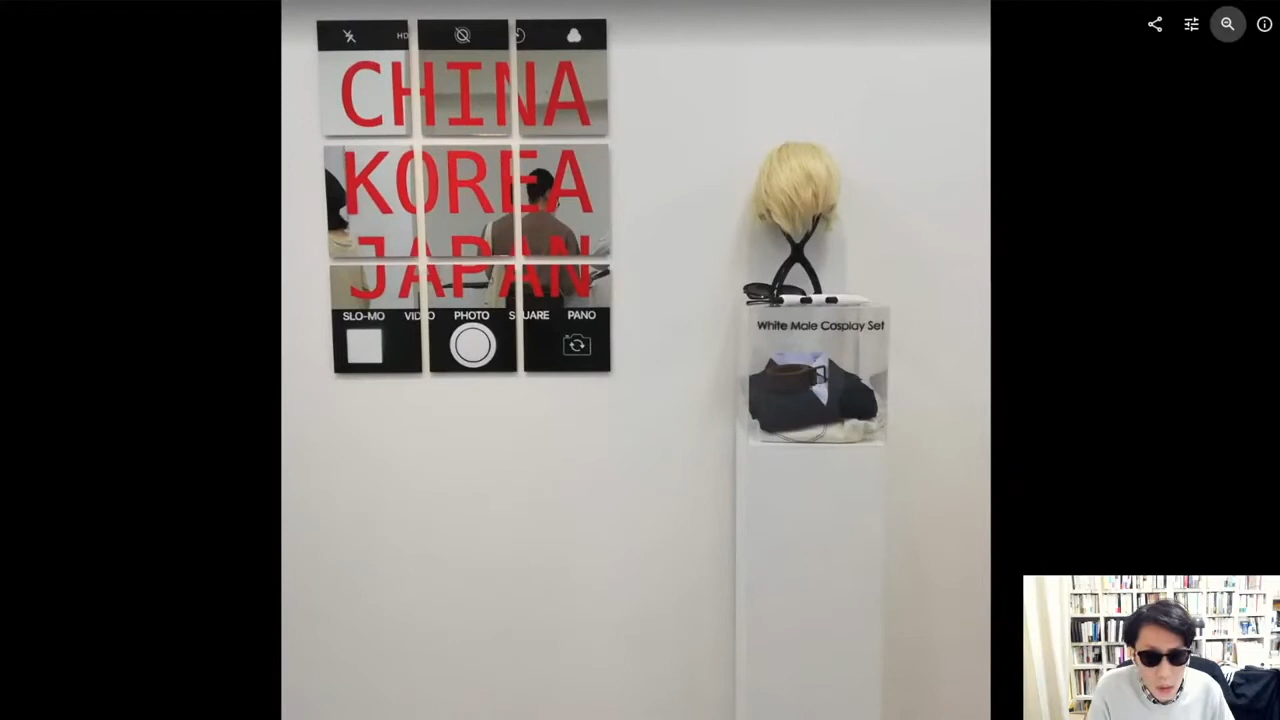 HD
CHINA
KOREA
JAPAN
SLO-MO VIDEO PHOTO SQUARE PANO
White Male Cosplay Set